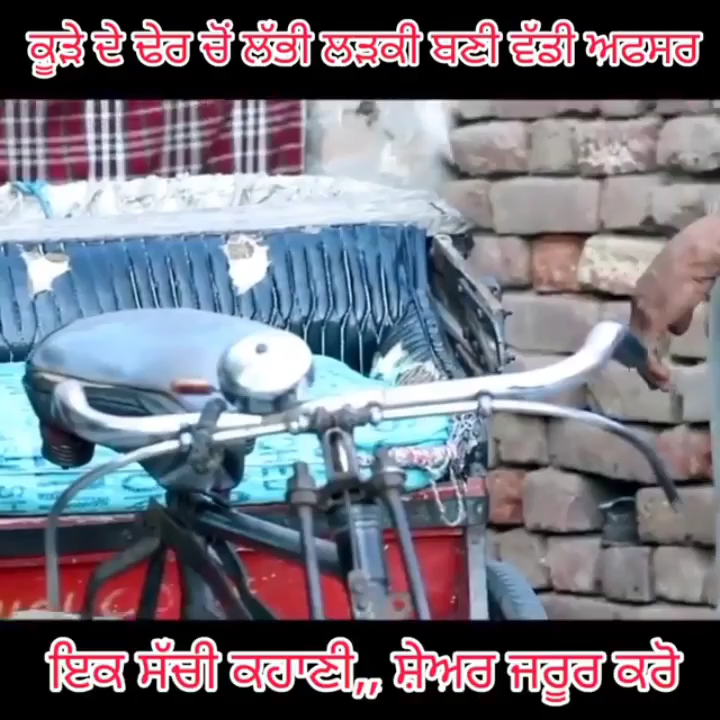 ਕੂੜੇ ਦੇ ਢੇਰ ਚੋਂ ਲੱਭੀ ਲੜਕੀ ਬਣੀ ਵੱਡੀ ਅਫਸਰ
ਇਕ ਸੱਚੀ ਕਹਾਣੀ,, ਸ਼ੇਅਰ ਜਰੂਰ ਕਰੋ